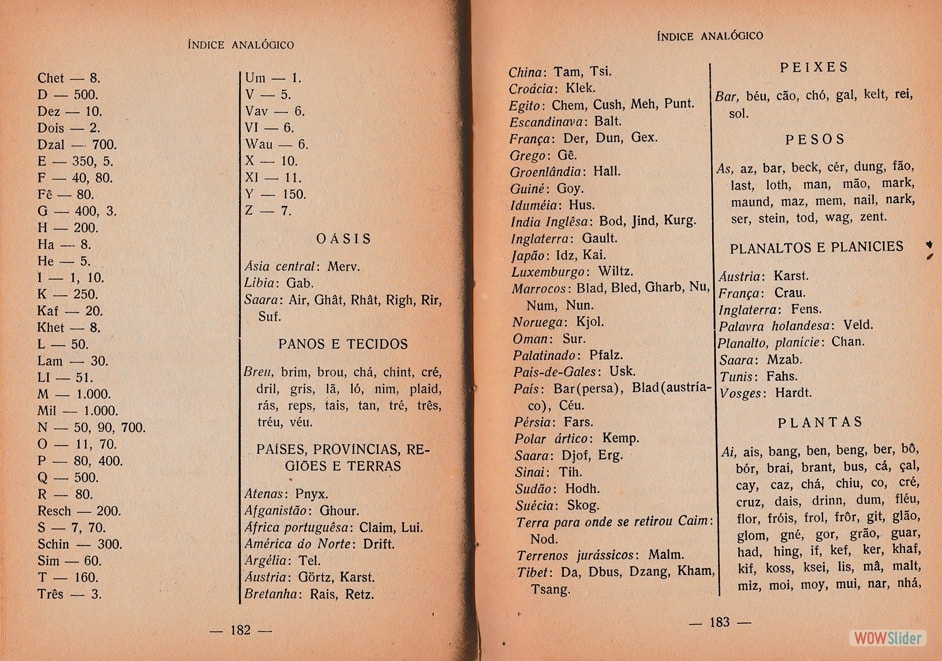 ÍNDICE ANALÓGICO
Chet — 8.
D — 500.
Dez — 10.
Dois — 2.
Dzal — 700.
E — 350, 5.
F — 40, 80.
Fê — 80.
G — 400, 3.
H — 200.
Ha — 8.
He — 5.
I — 1, 10.
K — 250.
Kaf — 20.
Khet — 8.
L — 50.
Lam — 30.
LI — 51.
M — 1.000.
Mil — 1.000.
N — 50, 90, 700.
O — 11, 70.
P — 80, 400.
Q — 500.
R — 80.
Resch — 200.
S — 7, 70.
Schin — 300.
Sim — 60.
T — 160.
Três — 3.
Um — 1.
V — 5.
Vav — 6.
VI — 6.
Wau — 6.
X — 10.
XI — 11.
Y — 150.
Z — 7.
OÁSIS
Ásia central: Merv.
Líbia: Gab.
Saara: Air, Ghât, Rhât, Righ, Rir,
Suf.
PANOS E TECIDOS
Breu, brim, brou, chá, chint, cré,
dril, gris, lã, ló, nim, plaid,
rás, reps, tais, tan, tré, três,
tréu, véu.
PAÍSES, PROVÍNCIAS, RE-
GIÕES E TERRAS
Atenas: Pnyx.
Afganistão: Ghour.
África portuguêsa: Claim, Lui.
América do Norte: Drift.
Argélia: Tel.
Áustria: Görtz, Karst.
Bretanha: Rais, Retz.
— 182 —
ÍNDICE ANALÓGICO
China: Tam, Tsi.
Croácia: Klek.
Egito: Chem, Cush, Meh, Punt.
Escandinava: Balt.
França: Der, Dun, Gex.
Grego: Gê.
Groenlândia: Hall.
Guiné: Goy.
Iduméia: Hus.
Índia Inglêsa: Bod, Jind, Kurg.
Inglaterra: Gault.
Japão: Idz, Kai.
Luxemburgo: Wiltz.
Marrocos: Blad, Bled, Gharb, Nu,
Num, Nun.
Noruega: Kjol.
Oman: Sur.
Palatinado: Pfalz.
País-de-Gales: Usk.
País: Bar (persa), Blad (austría-
co), Céu.
Pérsia: Fars.
Polar ártico: Kemp.
Saara: Djof, Erg.
Sinai: Tih.
Sudão: Hodh.
Suécia: Skog.
Terra para onde se retirou Caim:
Nod.
Terrenos jurássicos: Malm.
Tibet: Da, Dbus, Dzang, Kham,
Tsang.
PEIXES
Bar, béu, cão, chó, gal, kelt, rei,
sol.
PESOS
As, az, bar, beck, cér, dung, fão,
last, loth, man, mão, mark,
maund, maz, mem, nail, nark,
ser, stein, tod, wag, zent.
PLANALTOS E PLANICIES
Áustria: Karst.
França: Crau.
Inglaterra: Fens.
Palavra holandesa: Veld.
Planalto, planície: Chan.
Saara: Mzab.
Tunis: Fahs.
Vosges: Hardt.
PLANTAS
Ai, ais, bang, ben, beng, ber, bô,
bór, brai, brant, bus, cá, çal,
cay, caz, chá, chiu, co, cré,
cruz, dais, drinn, dum, fléu,
flor, fróis, frol, frôr, git, glão,
glom, gné, gor, grão, guar,
had, hing, if, kef, ker, khaf,
kif, koss, ksei, lis, mâ, malt,
miz, moi, moy, mui, nar, nhá,
— 183 —
WOWSlider